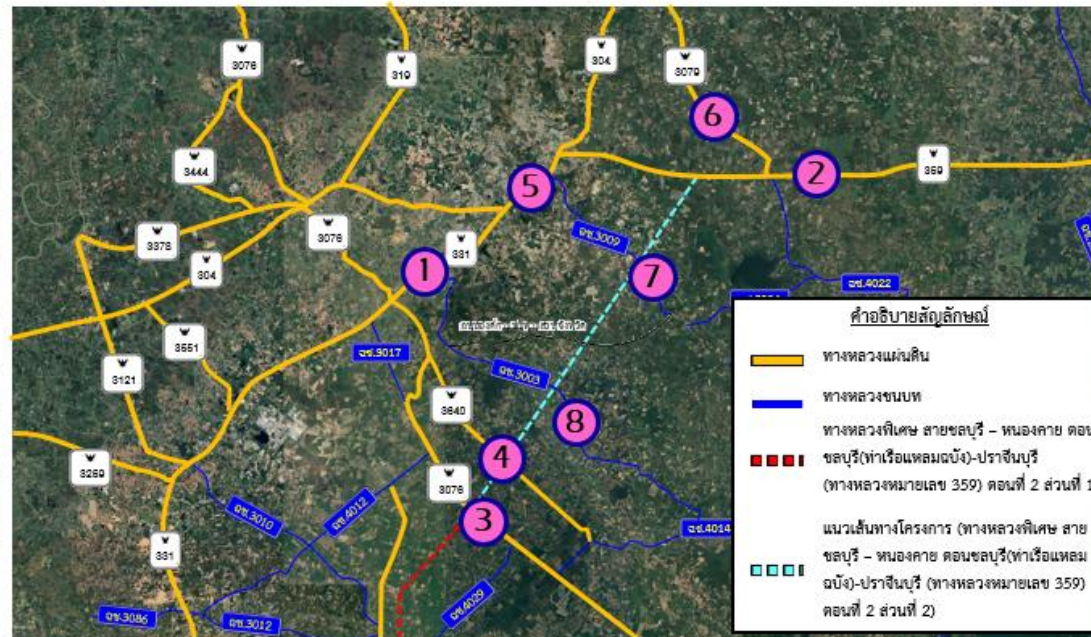 3076
319
304
3079
6
359
2
3444
5
3378
3076
331
ฉช.3009
304
1
7
ฉช.4022
3551
ฉช.3017
ฉช.3003
3121
3640
8
4
3269
3076
ฉช.3010
ฉช.4012
3
ฉช.4014
331
ฉช.4029
ฉช.3086
ฉช.3012
คำอธิบายสัญลักษณ์
ทางหลวงแผ่นดิน
ทางหลวงชนบท
ทางหลวงพิเศษ สายชลบุรี – หนองคาย ตอน
ชลบุรี(ท่าเรือแหลมฉบัง)-ปราจีนบุรี
(ทางหลวงหมายเลข 359) ตอนที่ 2 ส่วนที่ 1
แนวเส้นทางโครงการ (ทางหลวงพิเศษ สาย
ชลบุรี – หนองคาย ตอนชลบุรี(ท่าเรือแหลม
ฉบัง)-ปราจีนบุรี (ทางหลวงหมายเลข 359)
ตอนที่ 2 ส่วนที่ 2)